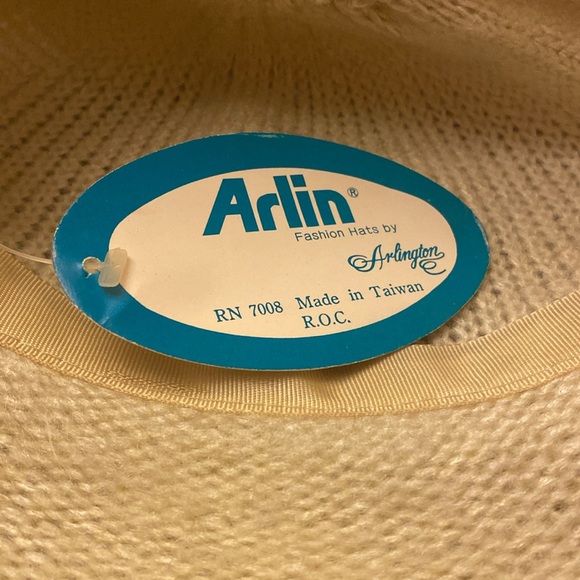 Arlin®
Fashion Hats by
Arlington
RN 7008 Made in Taiwan
R.O.C.